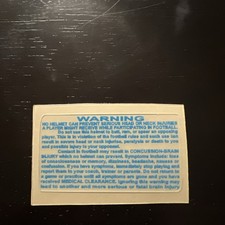 WARNING
NO HELMET CAN PREVENT SERIOUS HEAD OR NECK INJURIES
A PLAYER MIGHT RECEIVE WHILE PARTICIPATING IN FOOTBALL.
Do not use this helmet to butt, ram, or spear an opposing
player. This is in violation of the football rules and such use can
result in severe head or neck injuries, paralysis or death to you
and possible injury to your opponent.
Contact in football may result in CONCUSSION-BRAIN
INJURY which no helmet can prevent. Symptoms include: loss
of consciousness or memory, dizziness, headache, nausea or
confusion. If you have symptoms, immediately stop playing and
report them to your coach, trainer, or parents. Do not return to
a game or practice until all symptoms are gone and you have
received MEDICAL CLEARANCE. Ignoring this warning may
lead to another and more serious or fatal brain injury